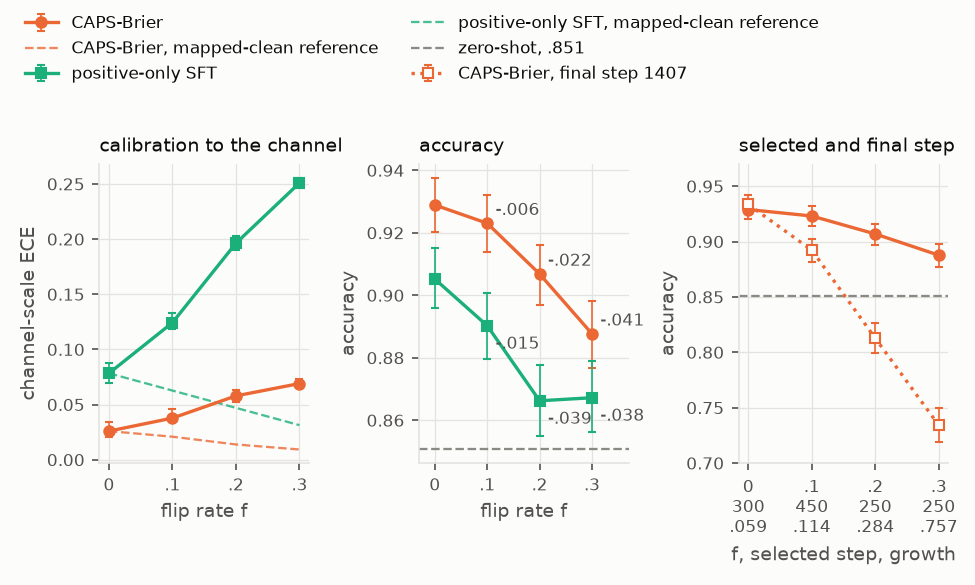 CAPS-Brier
CAPS-Brier, mapped-clean reference
positive-only SFT
positive-only SFT, mapped-clean reference
zero-shot, .851
CAPS-Brier, final step 1407
calibration to the channel
channel-scale ECE
0.25
0.20
0.15
0.10
0.05
0.00
0 .1 .2 .3
flip rate f
accuracy
accuracy
0.94
0.92
0.90
0.88
0.86
-.006
-.022
-.041
-.015
-.039
-.038
0 .1 .2 .3
flip rate f
selected and final step
accuracy
0.95
0.90
0.85
0.80
0.75
0.70
0 .1 .2 .3
300 450 250 250
.059 .114 .284 .757
f, selected step, growth